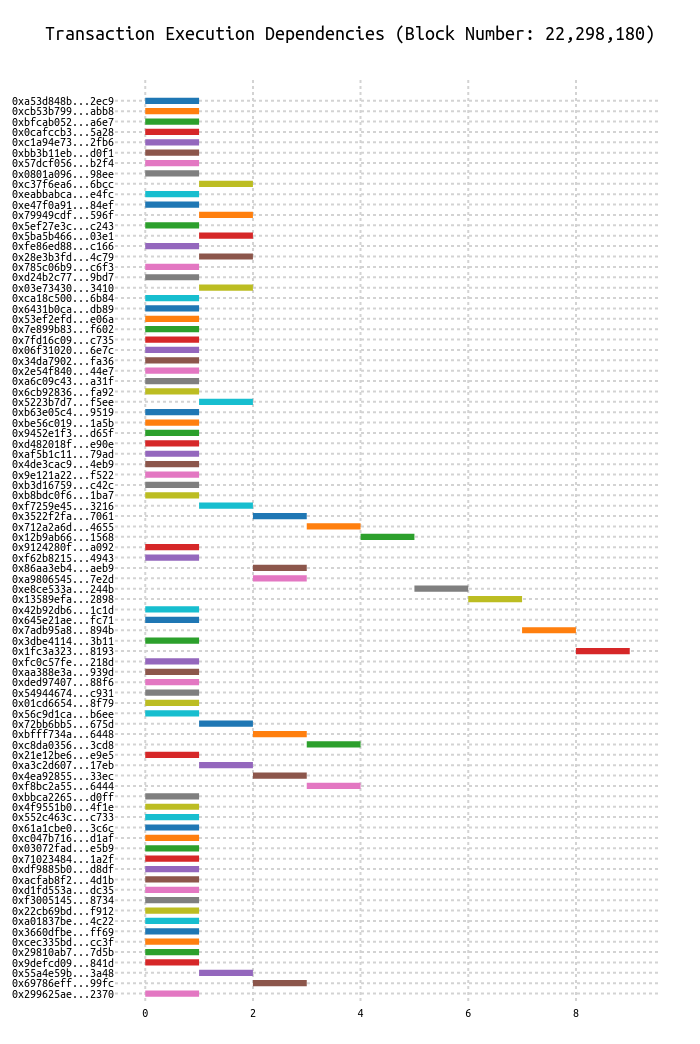 Transaction Execution Dependencies (Block Number: 22,298,180)
0xa53d848b...2ec9
0xcb53b799...abb8
0xbfcab052...a6e7
0x0cafccb3...5a28
0xc1a94e73...2fb6
0xbb3b11eb...d0f1
0x57dcf056...b2f4
0x0801a096...98ee
0xc37f6ea6...6bcc
0xeabbabca...e4fc
0xe47f0a91...84ef
0x79949cdf...596f
0x5ef27e3c...c243
0x5ba5b466...03e1
0xfe86ed88...c166
0x28e3b3fd...4c79
0x785c06b9...c6f3
0xd24b2c77...9bd7
0x03e73430...3410
0xca18c500...6b84
0x6431b0ca...db89
0x53ef2efd...e06a
0x7e899b83...f602
0x7fd16c09...c735
0x06f31020...6e7c
0x34da7902...fa36
0x2e54f840...44e7
0xa6c09c43...a31f
0x6cb92836...fa92
0x5223b7d7...f5ee
0xb63e05c4...9519
0xbe56c019...1a5b
0x9452e1f3...d65f
0xd482018f...e90e
0xaf5b1c11...79ad
0x4de3cac9...4eb9
0x9e121a22...f522
0xb3d16759...c42c
0xb8bdc0f6...1ba7
0xf7259e45...3216
0x3522f2fa...7061
0x712a2a6d...4655
0x12b9ab66...1568
0x9124280f...a092
0xf62b8215...4943
0x86aa3eb4...aeb9
0xa9806545...7e2d
0xe8ce533a...244b
0x13589efa...2898
0x42b92db6...1c1d
0x645e21ae...fc71
0x7adb95a8...894b
0x3dbe4114...3b11
0x1fc3a323...8193
0xfc0c57fe...218d
0xaa388e3a...939d
0xded97407...88f6
0x54944674...c931
0x01cd6654...8f79
0x56c9d1ca...b6ee
0x72bb6bb5...675d
0xbfff734a...6448
0xc8da0356...3cd8
0x21e12be6...e9e5
0xa3c2d607...17eb
0x4ea92855...33ec
0xf8bc2a55...6444
0xbbca2265...d0ff
0x4f9551b0...4f1e
0x552c463c...c733
0x61a1cbe0...3c6c
0xc047b716...d1af
0x03072fad...e5b9
0x71023484...1a2f
0xdf9885b0...d8df
0xacfab8f2...4d1b
0xd1fd553a...dc35
0xf3005145...8734
0x22cb69bd...f912
0xa01837be...4c22
0x3660dfbe...ff69
0xcec335bd...cc3f
0x29810ab7...7d5b
0x9defcd09...841d
0x55a4e59b...3a48
0x69786eff...99fc
0x299625ae...2370
0 2 4 6 8